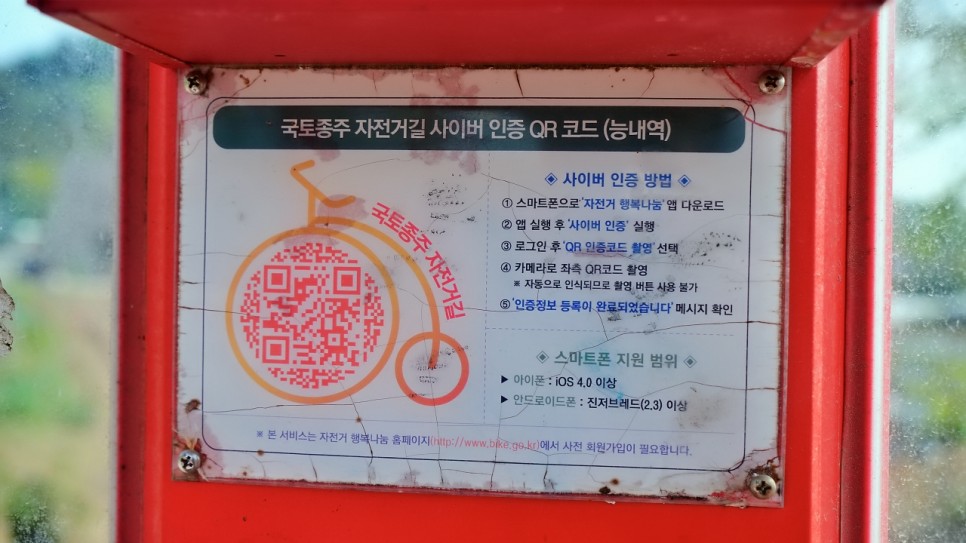 국토종주 자전거길 사이버 인증 QR 코드 (능내역)
국토종주 자전거길
◈ 사이버 인증 방법 ◈
① 스마트폰으로 '자전거 행복나눔' 앱 다운로드
② 앱 실행 후 '사이버 인증' 실행
③ 로그인 후 'QR 인증코드 촬영' 선택
④ 카메라로 좌측 QR코드 촬영
※ 자동으로 인식되므로 촬영 버튼 사용 불가
⑤ '인증정보 등록이 완료되었습니다' 메시지 확인
◈ 스마트폰 지원 범위 ◈
▶ 아이폰 : iOS 4.0 이상
▶ 안드로이드폰 : 진저브레드(2.3) 이상
※ 본 서비스는 자전거 행복나눔 홈페이지(http://www.bike.go.kr)에서 사전 회원가입이 필요합니다.